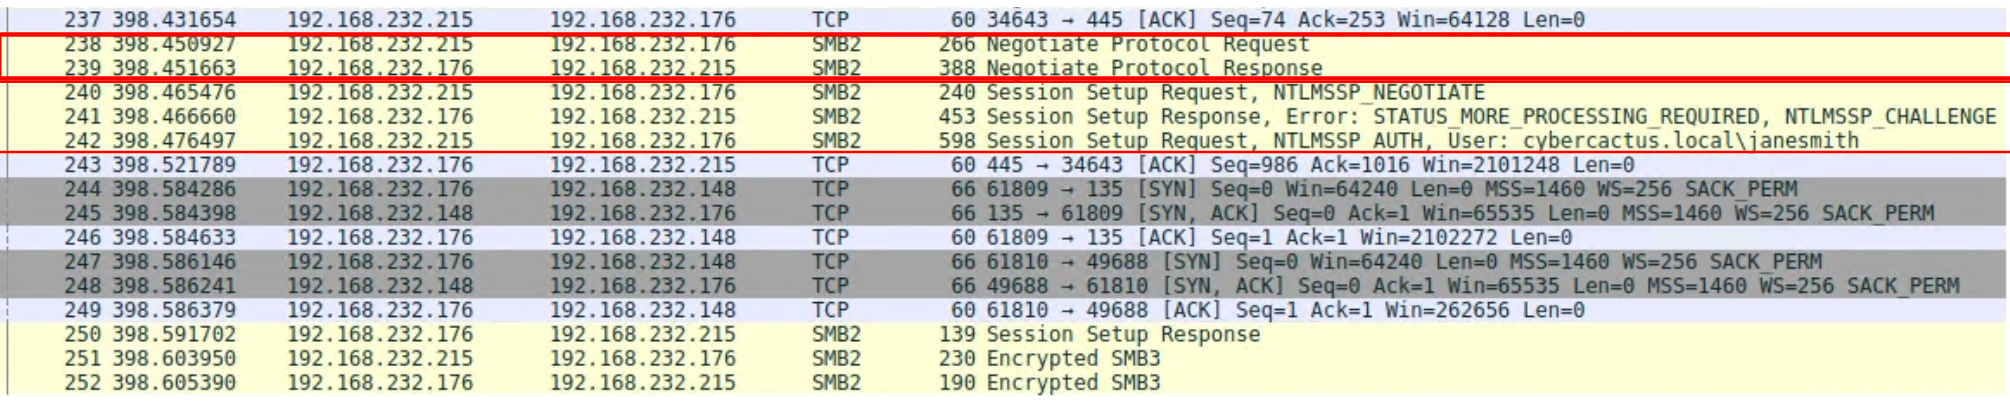 237 398.431654 192.168.232.215 192.168.232.176 TCP 60 34643 → 445 [ACK] Seq=74 Ack=253 Win=64128 Len=0
238 398.450927 192.168.232.215 192.168.232.176 SMB2 266 Negotiate Protocol Request
239 398.451663 192.168.232.176 192.168.232.215 SMB2 388 Negotiate Protocol Response
240 398.465476 192.168.232.215 192.168.232.176 SMB2 240 Session Setup Request, NTLMSSP_NEGOTIATE
241 398.466660 192.168.232.176 192.168.232.215 SMB2 453 Session Setup Response, Error: STATUS_MORE_PROCESSING_REQUIRED, NTLMSSP_CHALLENGE
242 398.476497 192.168.232.215 192.168.232.176 SMB2 598 Session Setup Request, NTLMSSP_AUTH, User: cybercactus.local\janesmith
243 398.521789 192.168.232.176 192.168.232.215 TCP 60 445 → 34643 [ACK] Seq=986 Ack=1016 Win=2101248 Len=0
244 398.584286 192.168.232.176 192.168.232.148 TCP 66 61809 → 135 [SYN] Seq=0 Win=64240 Len=0 MSS=1460 WS=256 SACK_PERM
245 398.584398 192.168.232.148 192.168.232.176 TCP 66 135 → 61809 [SYN, ACK] Seq=0 Ack=1 Win=65535 Len=0 MSS=1460 WS=256 SACK_PERM
246 398.584633 192.168.232.176 192.168.232.148 TCP 60 61809 → 135 [ACK] Seq=1 Ack=1 Win=2102272 Len=0
247 398.586146 192.168.232.176 192.168.232.148 TCP 66 61810 → 49688 [SYN] Seq=0 Win=64240 Len=0 MSS=1460 WS=256 SACK_PERM
248 398.586241 192.168.232.148 192.168.232.176 TCP 66 49688 → 61810 [SYN, ACK] Seq=0 Ack=1 Win=65535 Len=0 MSS=1460 WS=256 SACK_PERM
249 398.586379 192.168.232.176 192.168.232.148 TCP 60 61810 → 49688 [ACK] Seq=1 Ack=1 Win=262656 Len=0
250 398.591702 192.168.232.176 192.168.232.215 SMB2 139 Session Setup Response
251 398.603950 192.168.232.215 192.168.232.176 SMB2 230 Encrypted SMB3
252 398.605390 192.168.232.176 192.168.232.215 SMB2 190 Encrypted SMB3